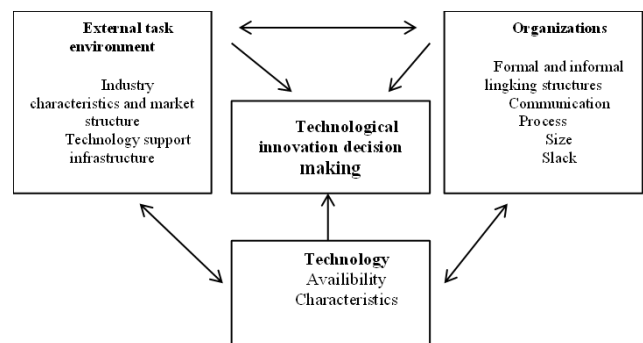 External task
environment
Industry
characteristics and market
structure
Technology support
infrastructure
Technological
innovation decision
making
Organizations
Formal and informal
lingking structures
Communication
Process
Size
Slack
Technology
Availibility
Characteristics